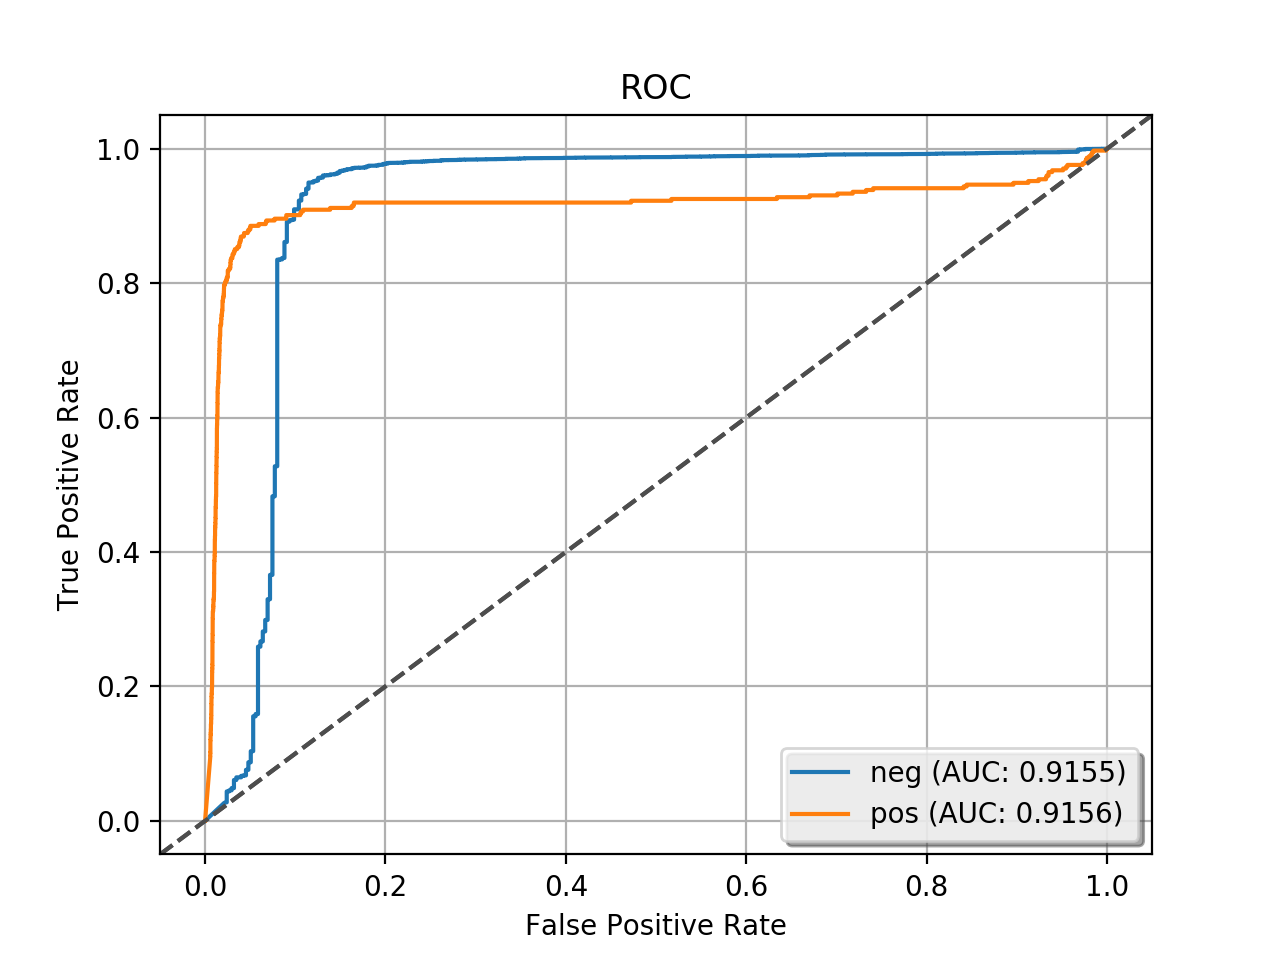 ROC
1.0
0.8
0.6
0.4
0.2
0.0
True Positive Rate
neg (AUC: 0.9155)
pos (AUC: 0.9156)
0.0 0.2 0.4 0.6 0.8 1.0
False Positive Rate